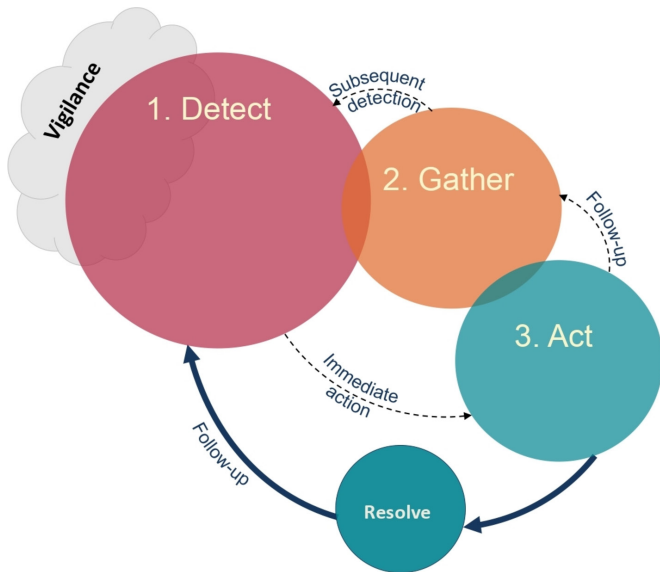 Vigilance
1. Detect
Subsequent
detection
2. Gather
Follow-up
3. Act
Immediate
action
Follow-up
Resolve